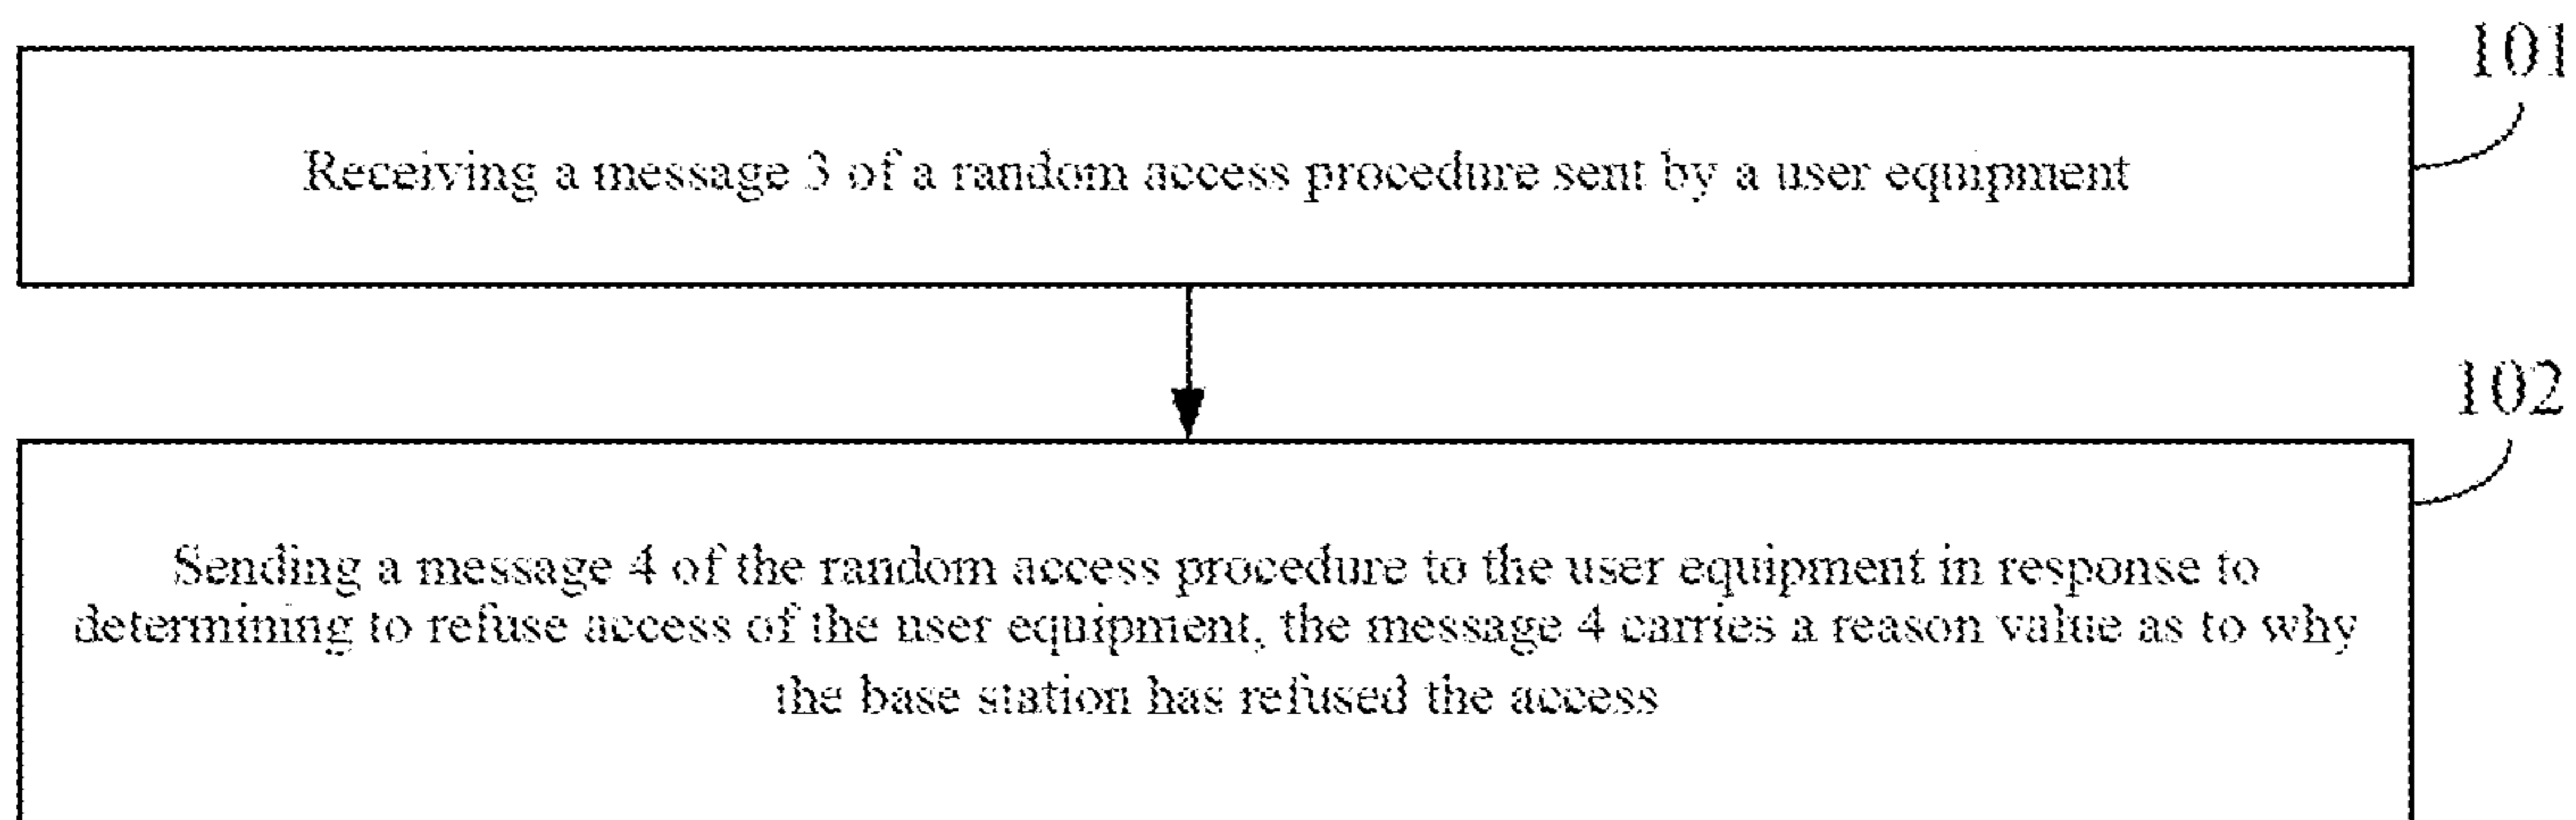 101
Receiving a message 3 of a random access procedure sent by a user equipment
102
Sending a message 4 of the random access procedure to the user equipment in response to
determining to refuse access of the user equipment, the message 4 carries a reason value as to why
the base station has refused the access